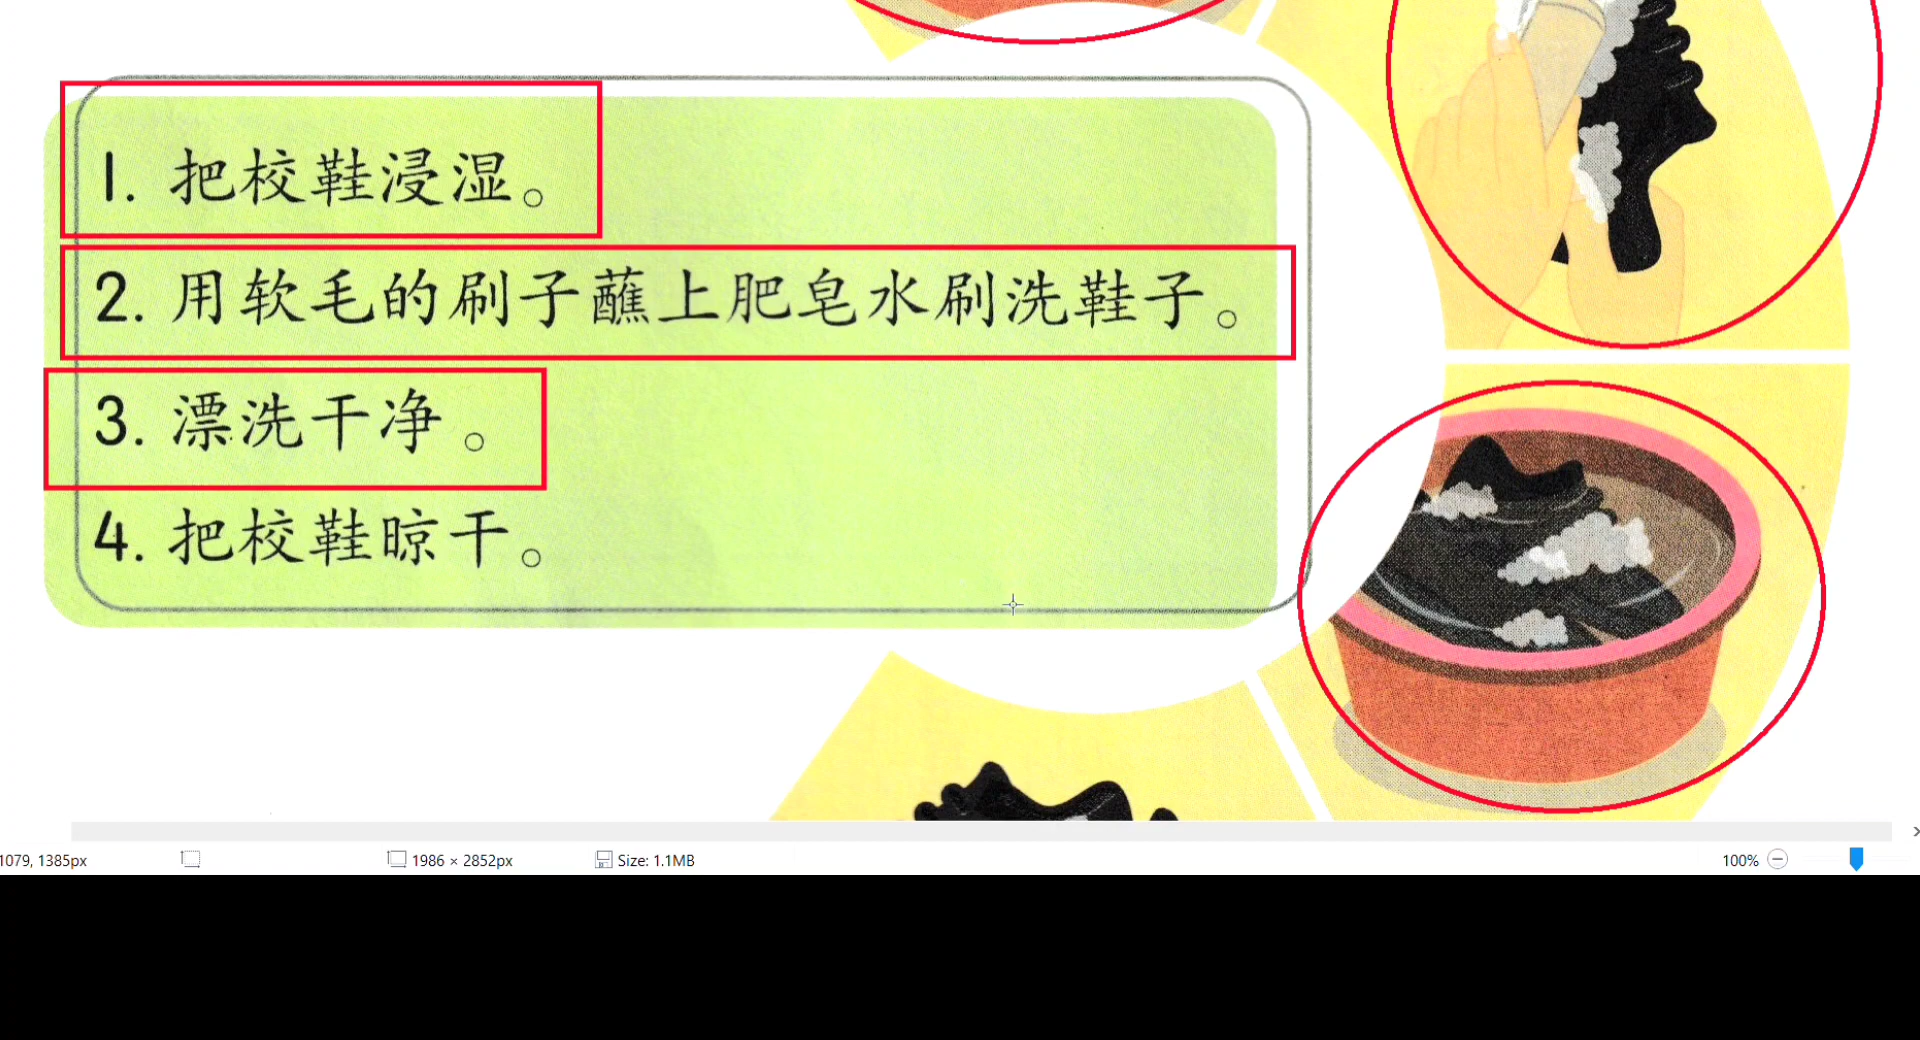 1. 把校鞋浸湿。
2. 用软毛的刷子蘸上肥皂水刷洗鞋子。
3. 漂洗干净。
4. 把校鞋晾干。
1079, 1385px
1986 × 2852px
Size: 1.1MB
100%